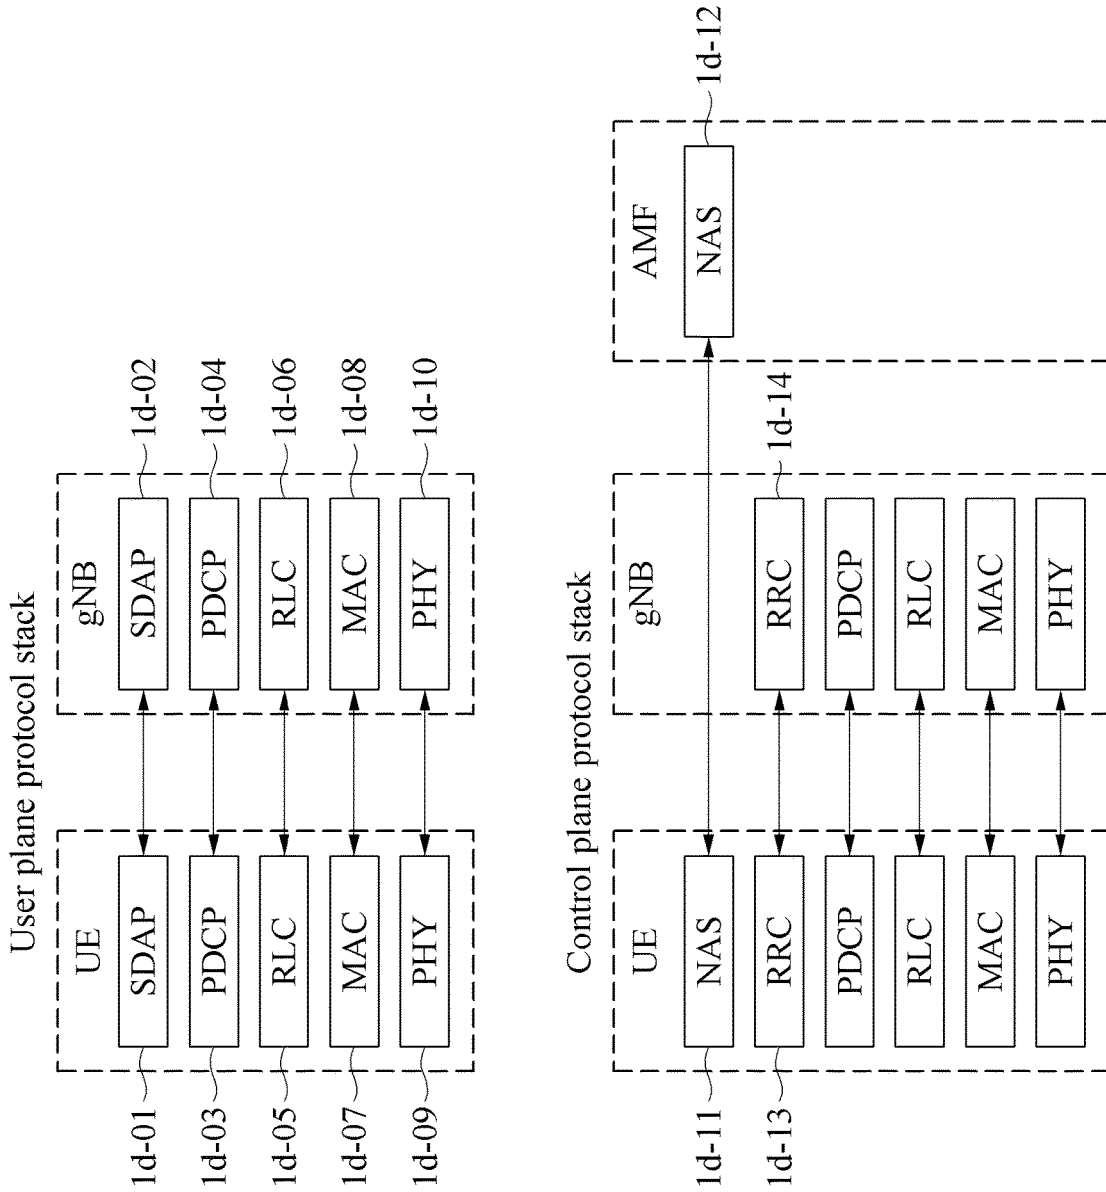 User plane protocol stack
UE
gNB
1d-01
SDAP
SDAP
1d-02
1d-03
PDCP
PDCP
1d-04
1d-05
RLC
RLC
1d-06
1d-07
MAC
MAC
1d-08
1d-09
PHY
PHY
1d-10
Control plane protocol stack
UE
gNB
AMF
1d-11
NAS
NAS
1d-12
1d-13
RRC
RRC
1d-14
PDCP
PDCP
RLC
RLC
MAC
MAC
PHY
PHY